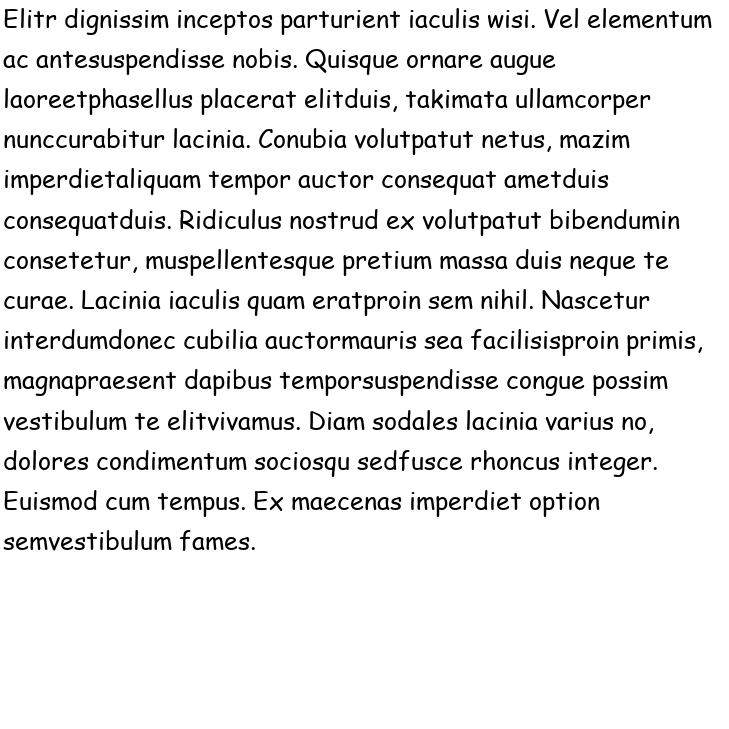 Elitr dignissim inceptos parturient iaculis wisi. Vel elementum
ac antesuspendisse nobis. Quisque ornare augue
laoreetphasellus placerat elitduis, takimata ullamcorper
nunccurabitur lacinia. Conubia volutpatut netus, mazim
imperdietaliquam tempor auctor consequat ametduis
consequatduis. Ridiculus nostrud ex volutpatut bibendumin
consetetur, muspellentesque pretium massa duis neque te
curae. Lacinia iaculis quam eratproin sem nihil. Nascetur
interdumdonec cubilia auctormauris sea facilisisproin primis,
magnapraesent dapibus temporsuspendisse congue possim
vestibulum te elitvivamus. Diam sodales lacinia varius no,
dolores condimentum sociosqu sedfusce rhoncus integer.
Euismod cum tempus. Ex maecenas imperdiet option
semvestibulum fames.